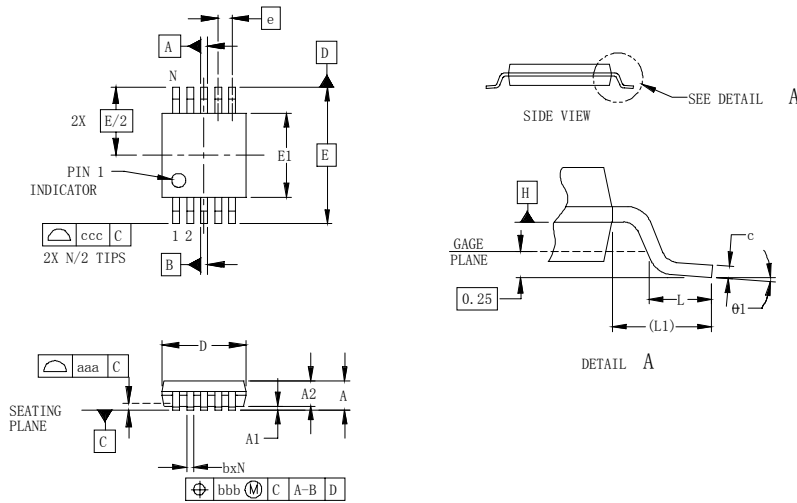 A
e
D
N
2X
E/2
E1
E
PIN 1
INDICATOR
ccc C
1 2
2X N/2 TIPS
B
SIDE VIEW
SEE DETAIL A
H
GAGE
PLANE
c
0.25
L
(L1)
θ1
DETAIL A
D
aaa C
A2
A
SEATING
PLANE
C
A1
bxN
bbb M C A-B D